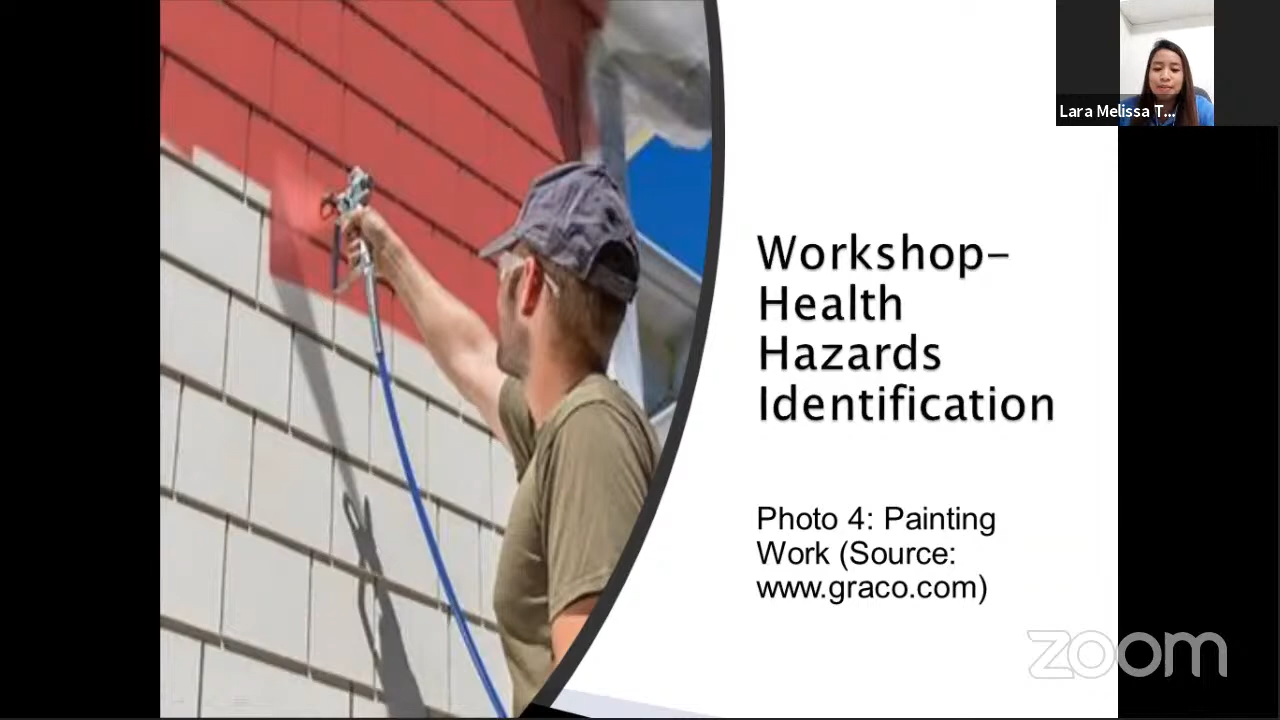 Lara Melissa T...
Workshop-
Health
Hazards
Identification
Photo 4: Painting
Work (Source:
www.graco.com)
zoom